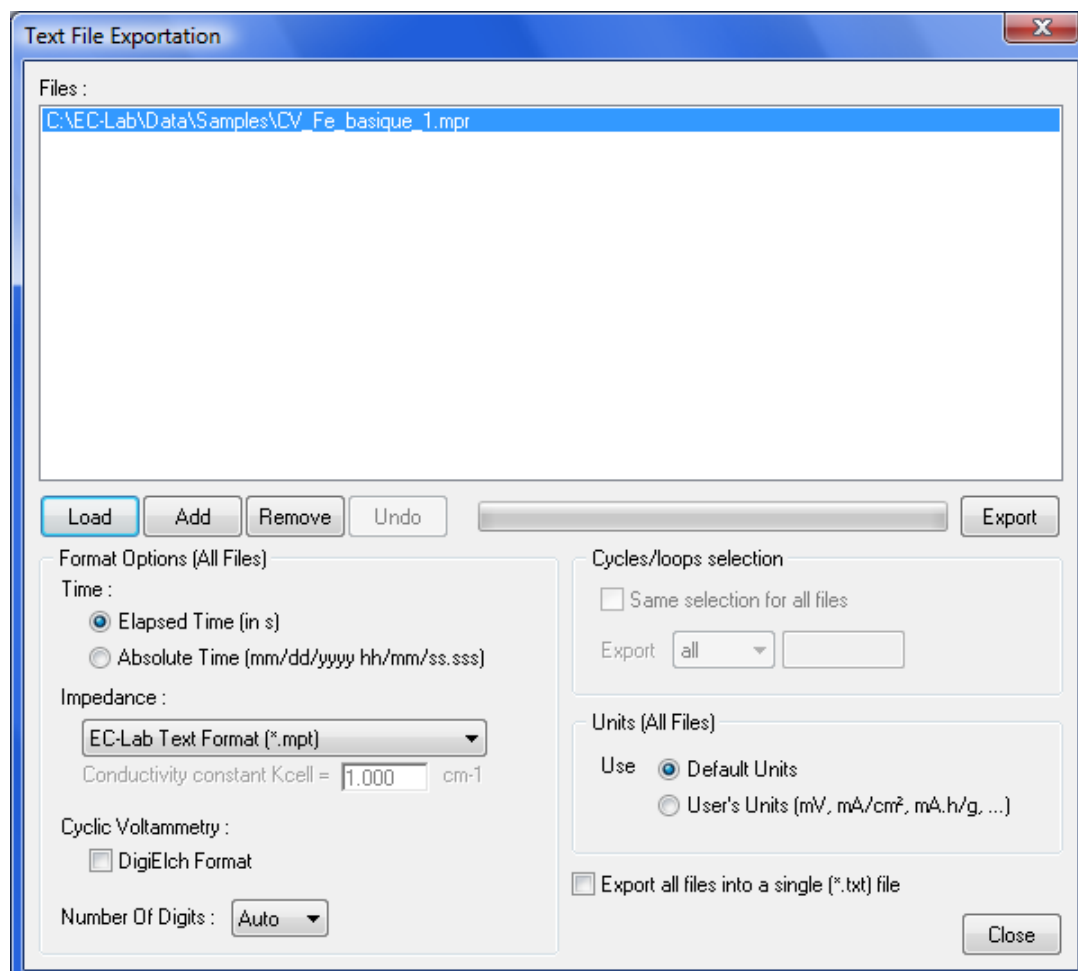 Text File Exportation
Files :
C:\EC-Lab\Data\Samples\CV_Fe_basique_1.mpr
Load Add Remove Undo Export
Format Options (All Files)
Time :
Elapsed Time (in s)
Absolute Time (mm/dd/yyyy hh/mm/ss.sss)
Impedance :
EC-Lab Text Format (*.mpt)
Conductivity constant Kcell = 1.000 cm-1
Cyclic Voltammetry :
DigiElch Format
Number Of Digits : Auto
Cycles/loops selection
Same selection for all files
Export all
Units (All Files)
Use Default Units
User's Units (mV, mA/cm², mA.h/g, ...)
Export all files into a single (*.txt) file
Close